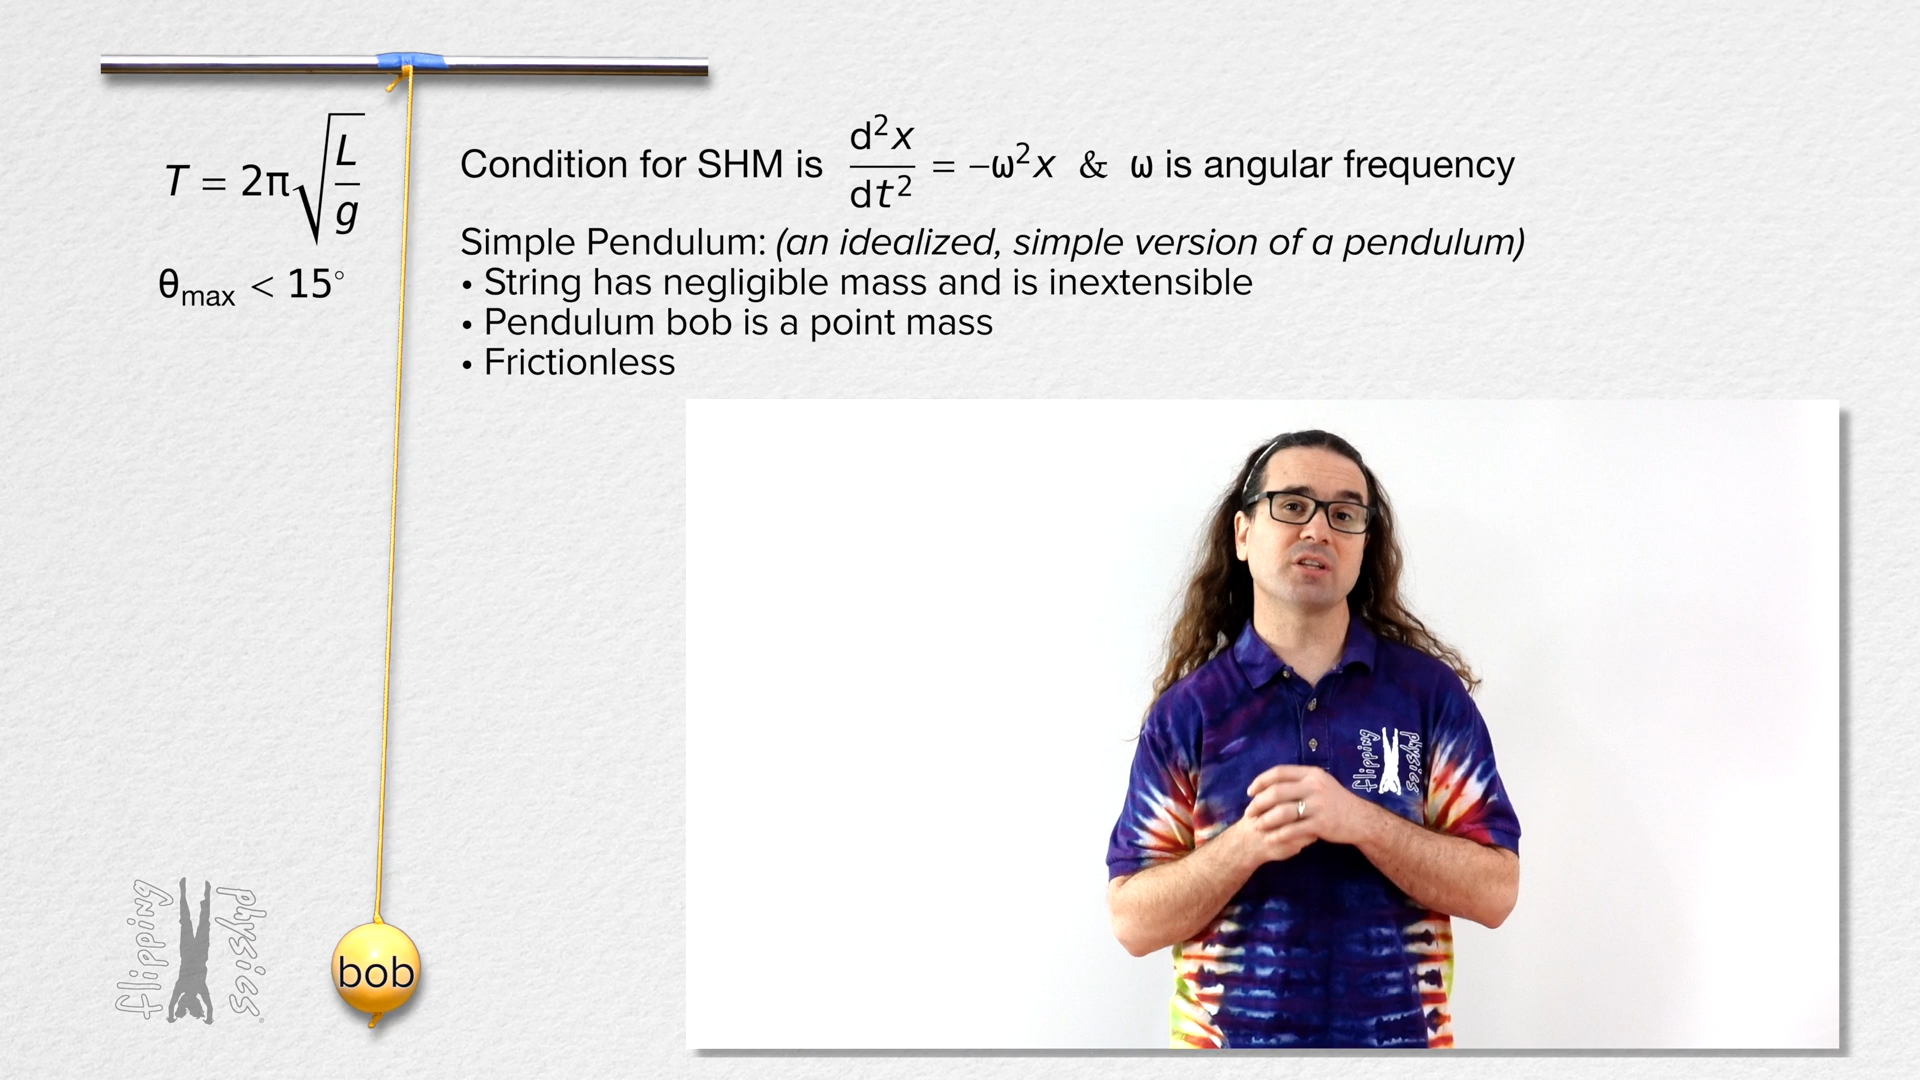 T = 2π√(L/g)
θmax < 15°
Condition for SHM is d²x/dt² = –ω²x & ω is angular frequency
Simple Pendulum: (an idealized, simple version of a pendulum)
• String has negligible mass and is inextensible
• Pendulum bob is a point mass
• Frictionless
flipping physics
flipping physics
bob